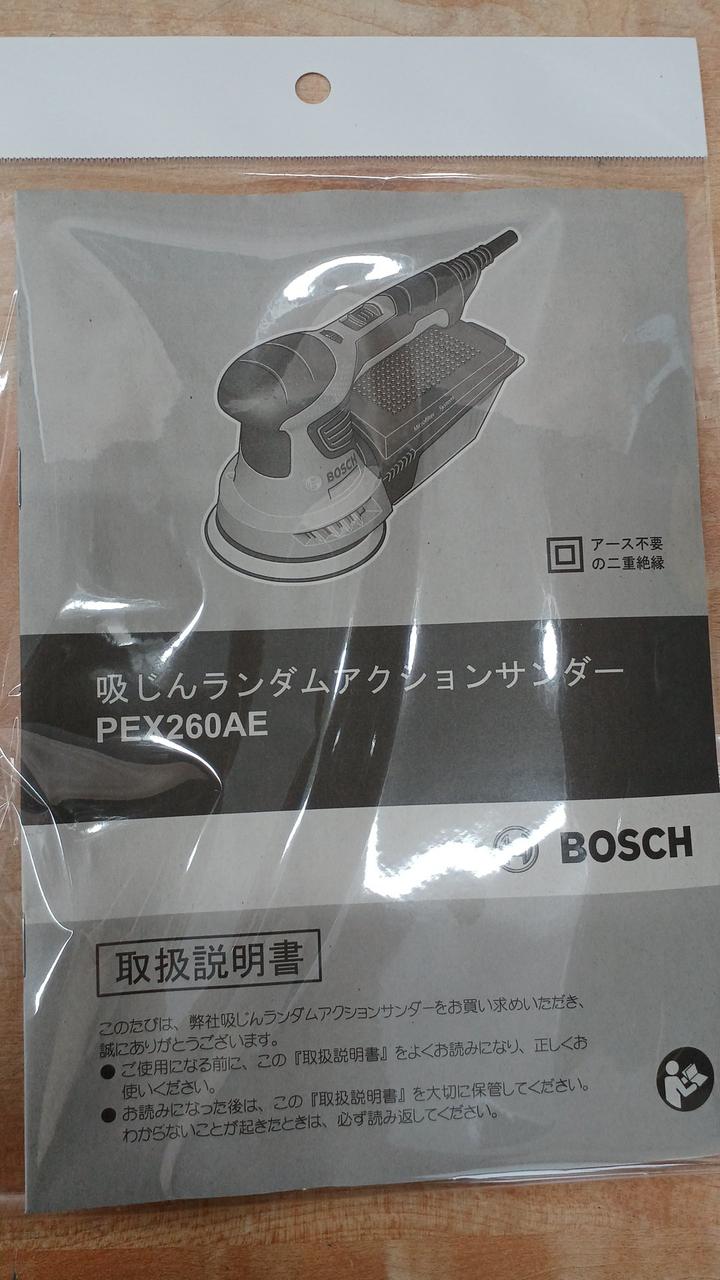 BOSCH
アース不要
の二重絶縁
吸じんランダムアクションサンダー
PEX260AE
BOSCH
取扱説明書
このたびは、弊社吸じんランダムアクションサンダーをお買い求めいただき、
誠にありがとうございます。
● ご使用になる前に、この『取扱説明書』をよくお読みになり、正しくお
使いください。
● お読みになった後は、この『取扱説明書』を大切に保管してください。
わからないことが起きたときは、必ず読み返してください。